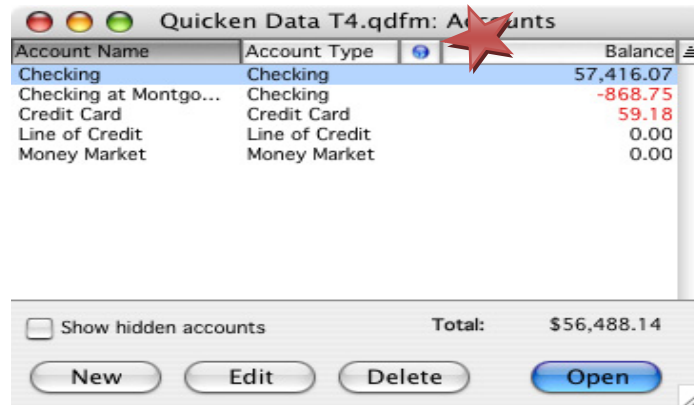 Quicken Data T4.qdfm: Accounts
Account Name Account Type Balance
Checking Checking 57,416.07
Checking at Montgo... Checking -868.75
Credit Card Credit Card 59.18
Line of Credit Line of Credit 0.00
Money Market Money Market 0.00
Show hidden accounts Total: $56,488.14
New Edit Delete Open